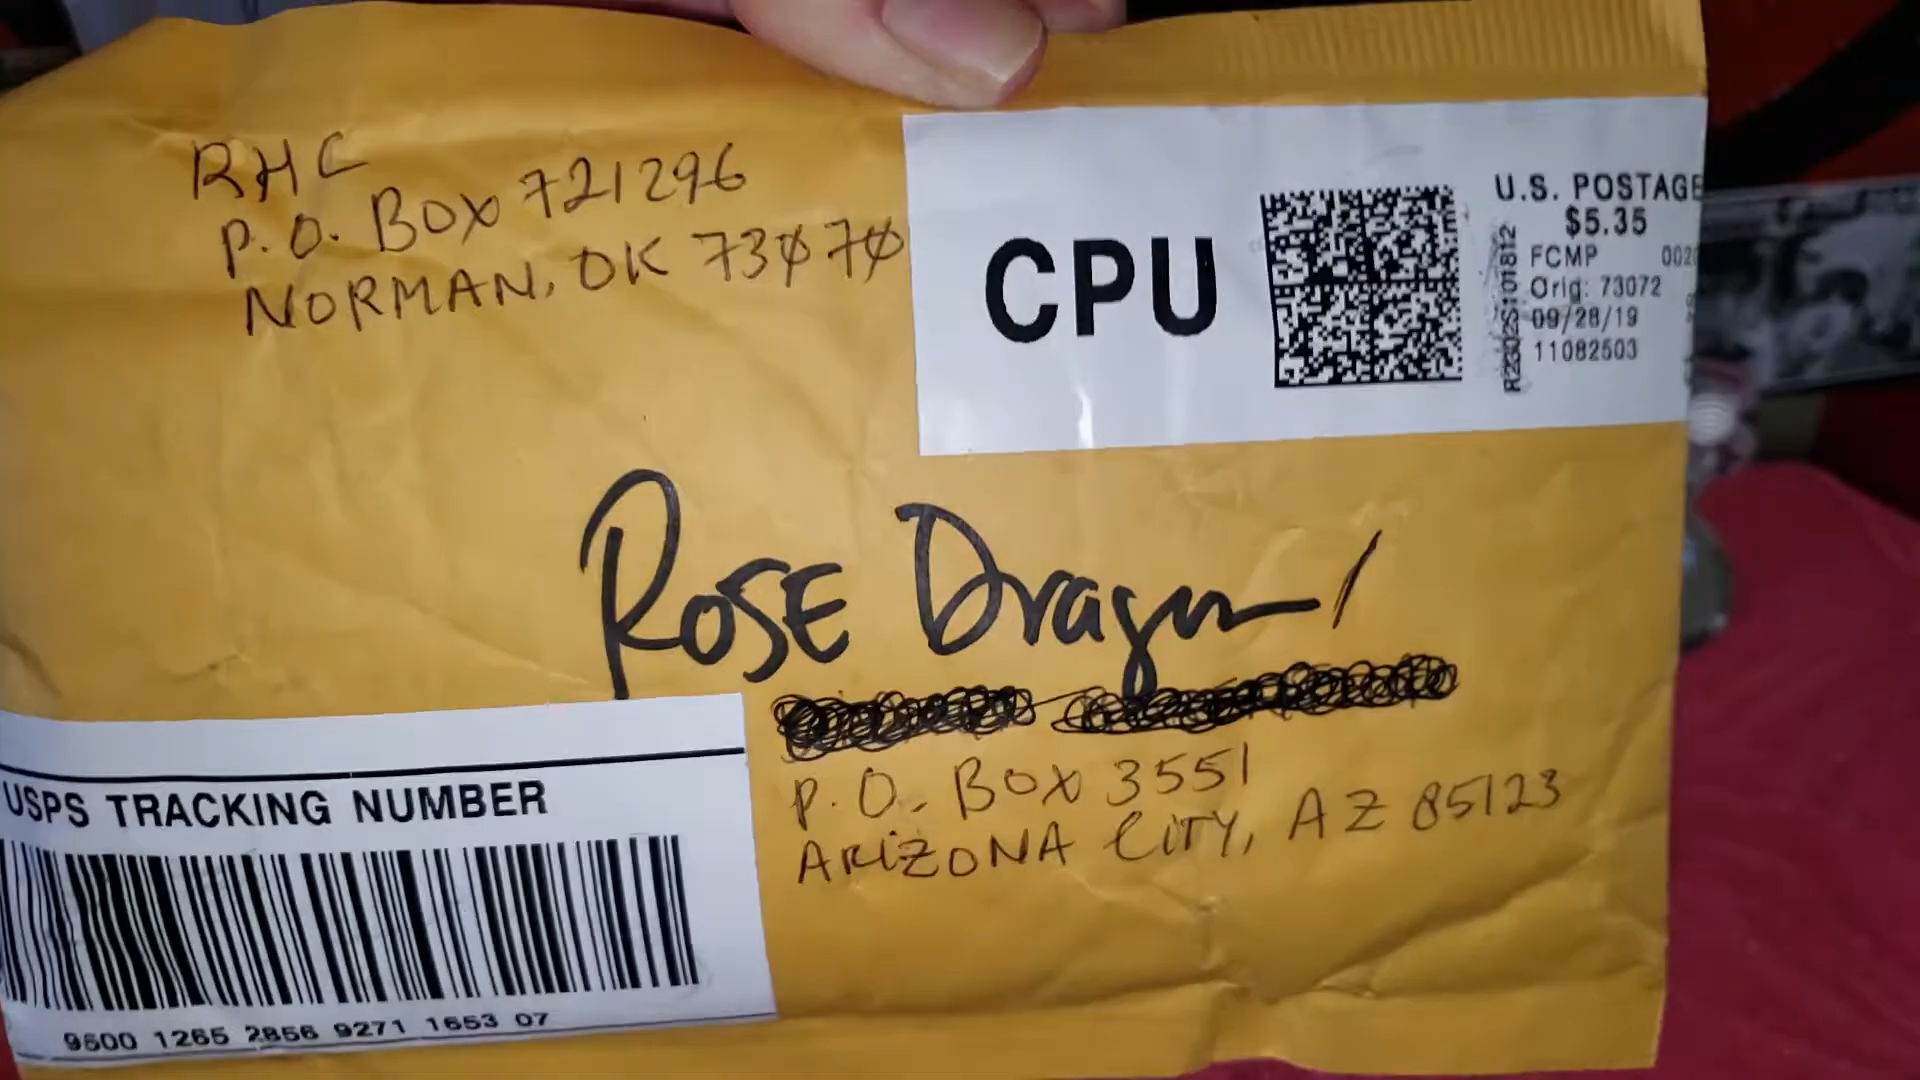 RHC
P.O. BOX 721296
NORMAN, OK 73070
CPU
U.S. POSTAGE
$5.35
FCMP
Orig: 73072
09/28/19
11082503
ROSE Dragon
P.O. BOX 3551
ARIZONA CITY, AZ 85123
USPS TRACKING NUMBER
9500 1265 2856 9271 1653 07